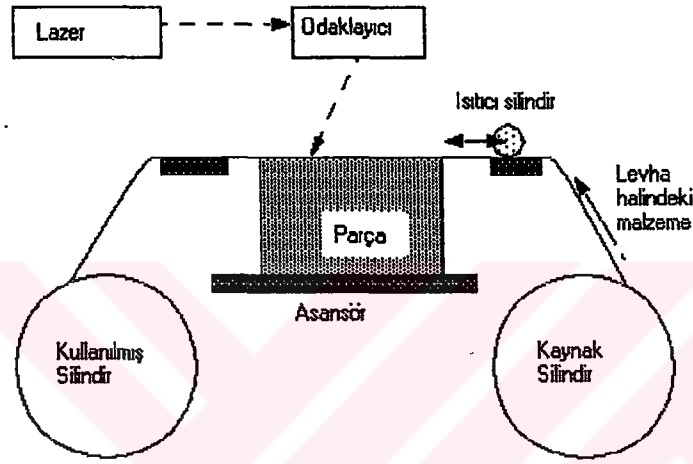 Lazer
Odaklayıcı
Isıtıcı silindir
Levha
halindeki
malzeme
Parça
Asansör
Kullanılmış
Silindir
Kaynak
Silindir